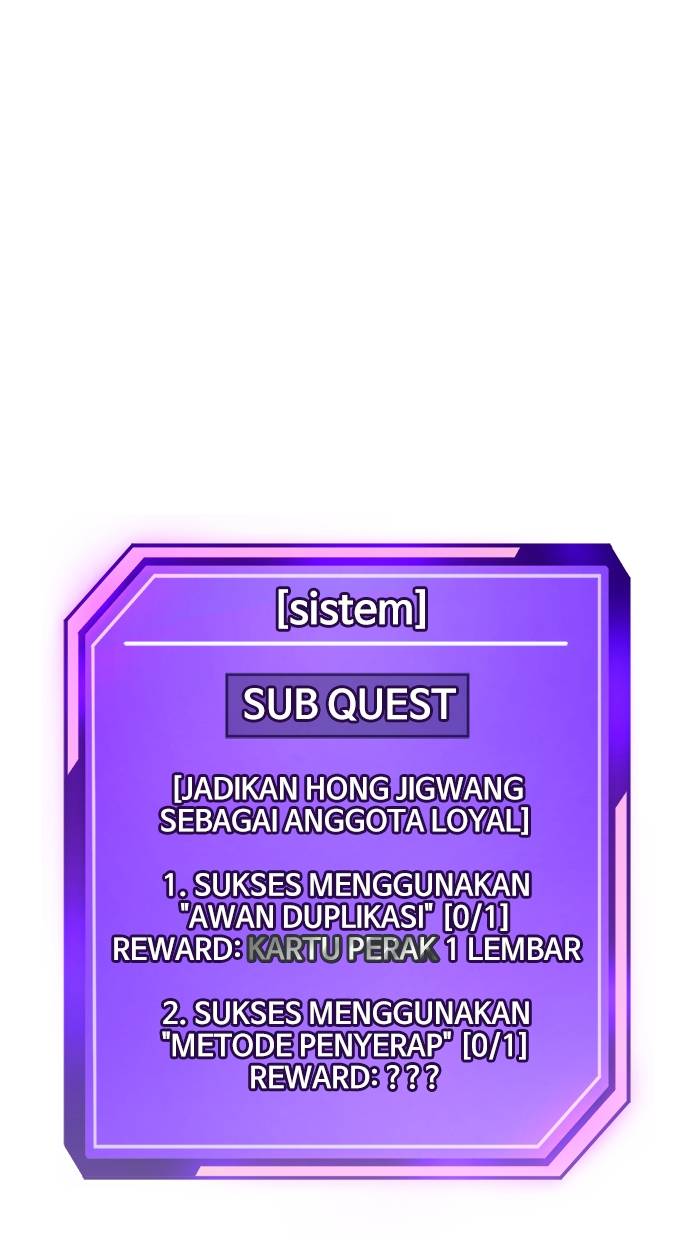 [sistem]
SUB QUEST
[JADIKAN HONG JIGWANG
SEBAGAI ANGGOTA LOYAL]
1. SUKSES MENGGUNAKAN
"AWAN DUPLIKASI" [0/1]
REWARD: KARTU PERAK 1 LEMBAR
2. SUKSES MENGGUNAKAN
"METODE PENYERAP" [0/1]
REWARD: ???